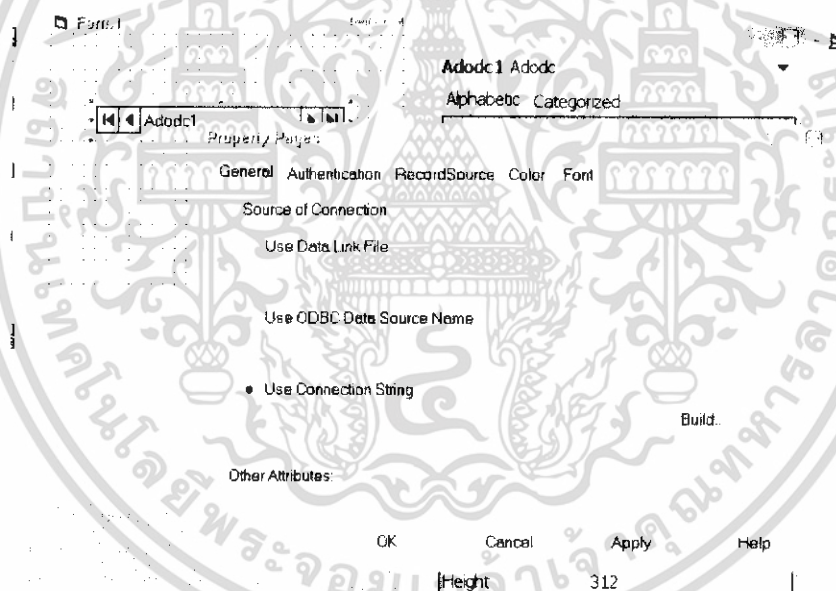 Form1
Adodc1 Adodc
Alphabetic Categorized
Adodc1
Property Pages
General Authentication RecordSource Color Font
Source of Connection
Use Data Link File
Use ODBC Data Source Name
Use Connection String
Build..
Other Attributes:
OK Cancel Apply Help
Height 312